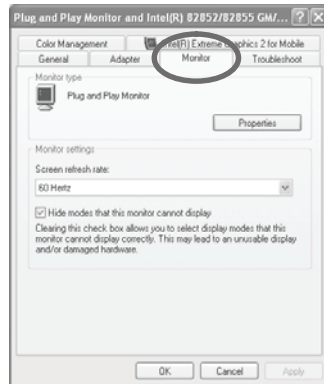 Plug and Play Monitor and Intel(R) 82852/82855 GM/...
Color Management
Intel(R) Extreme Graphics 2 for Mobile
General
Adapter
Monitor
Troubleshoot
Monitor type
Plug and Play Monitor
Properties
Monitor settings
Screen refresh rate:
60 Hertz
Hide modes that this monitor cannot display
Clearing this check box allows you to select display modes that this
monitor cannot display correctly. This may lead to an unusable display
and/or damaged hardware.
OK
Cancel
Apply